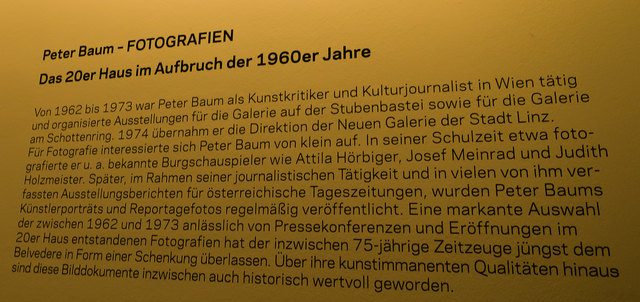 Peter Baum – FOTOGRAFIEN
Das 20er Haus im Aufbruch der 1960er Jahre
Von 1962 bis 1973 war Peter Baum als Kunstkritiker und Kulturjournalist in Wien tätig
und organisierte Ausstellungen für die Galerie auf der Stubenbastei sowie für die Galerie
am Schottenring. 1974 übernahm er die Direktion der Neuen Galerie der Stadt Linz.
Für Fotografie interessierte sich Peter Baum von klein auf. In seiner Schulzeit etwa foto-
grafierte er u. a. bekannte Burgschauspieler wie Attila Hörbiger, Josef Meinrad und Judith
Holzmeister. Später, im Rahmen seiner journalistischen Tätigkeit und in vielen von ihm ver-
fassten Ausstellungsberichten für österreichische Tageszeitungen, wurden Peter Baums
Künstlerporträts und Reportagefotos regelmäßig veröffentlicht. Eine markante Auswahl
der zwischen 1962 und 1973 anlässlich von Pressekonferenzen und Eröffnungen im
20er Haus entstandenen Fotografien hat der inzwischen 75-jährige Zeitzeuge jüngst dem
Belvedere in Form einer Schenkung überlassen. Über ihre kunstimmanenten Qualitäten hinaus
sind diese Bilddokumente inzwischen auch historisch wertvoll geworden.